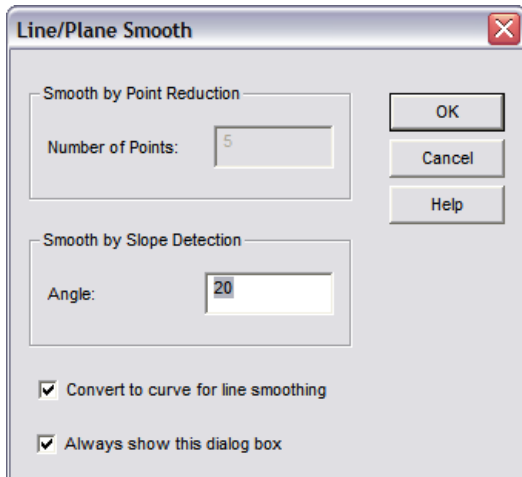 Line/Plane Smooth
Smooth by Point Reduction
Number of Points: 5
OK
Cancel
Help
Smooth by Slope Detection
Angle: 20
Convert to curve for line smoothing
Always show this dialog box